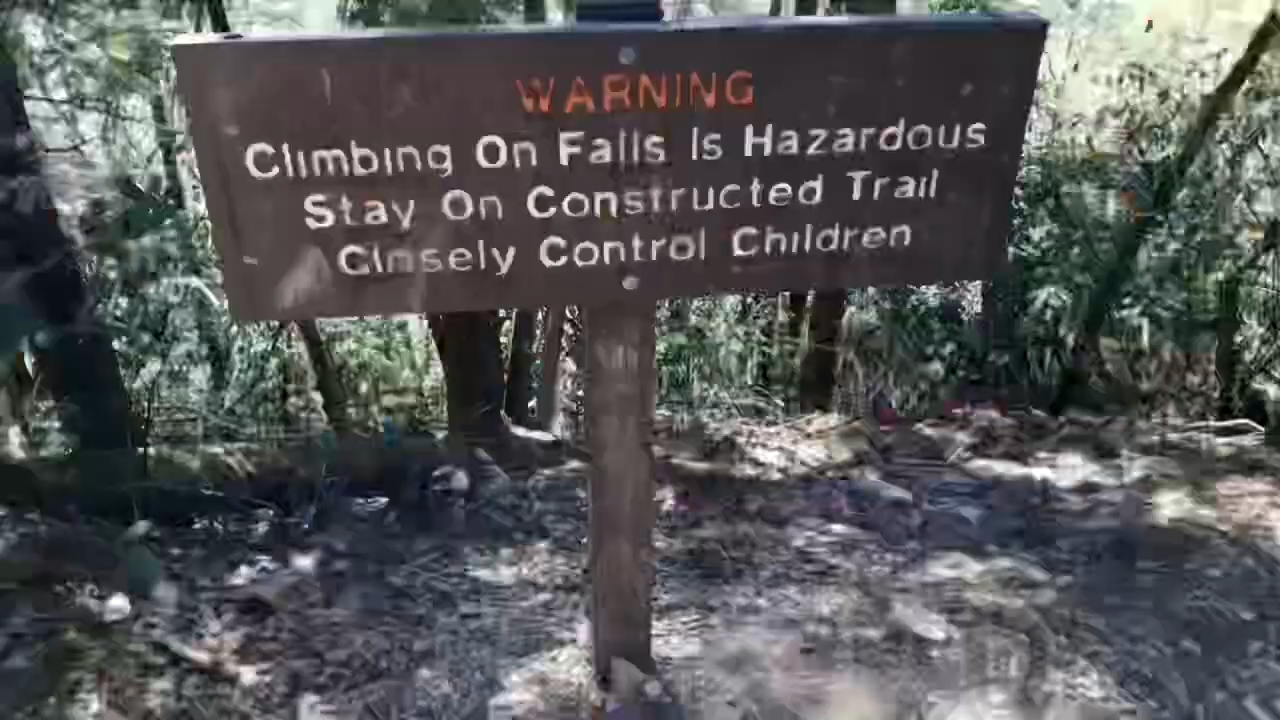 WARNING
Climbing On Falls Is Hazardous
Stay On Constructed Trail
Closely Control Children